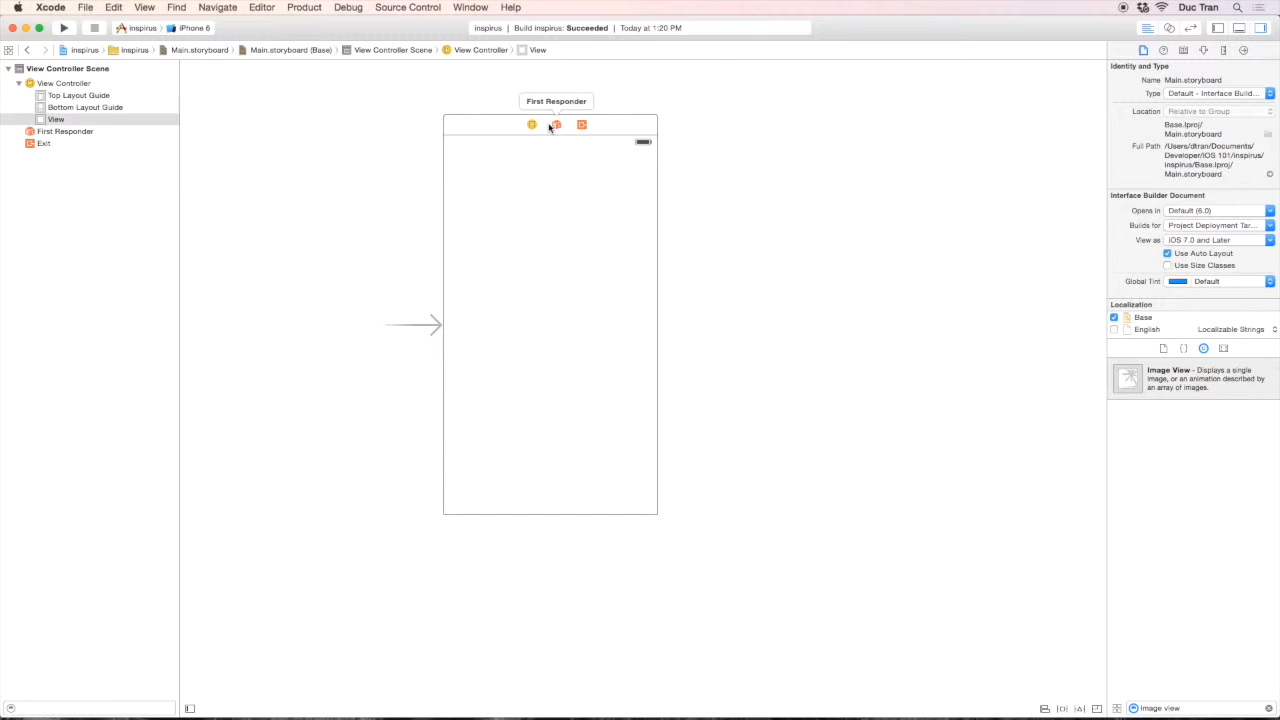 Xcode File Edit View Find Navigate Editor Product Debug Source Control Window Help Duc Tran
inspirus iPhone 6 inspirus | Build inspirus: Succeeded | Today at 1:20 PM
inspirus inspirus Main.storyboard Main.storyboard (Base) View Controller Scene View Controller View
View Controller Scene
View Controller
Top Layout Guide
Bottom Layout Guide
View
First Responder
Exit
First Responder
Identity and Type
Name Main.storyboard
Type Default - Interface Build...
Location Relative to Group
Base.lproj/
Main.storyboard
Full Path /Users/dtran/Documents/
Developer/iOS 101/inspirus/
inspirus/Base.lproj/
Main.storyboard
Interface Builder Document
Opens in Default (6.0)
Builds for Project Deployment Tar...
View as iOS 7.0 and Later
Use Auto Layout
Use Size Classes
Global Tint Default
Localization
Base
English Localizable Strings
Image View - Displays a single
image, or an animation described by
an array of images.
image view